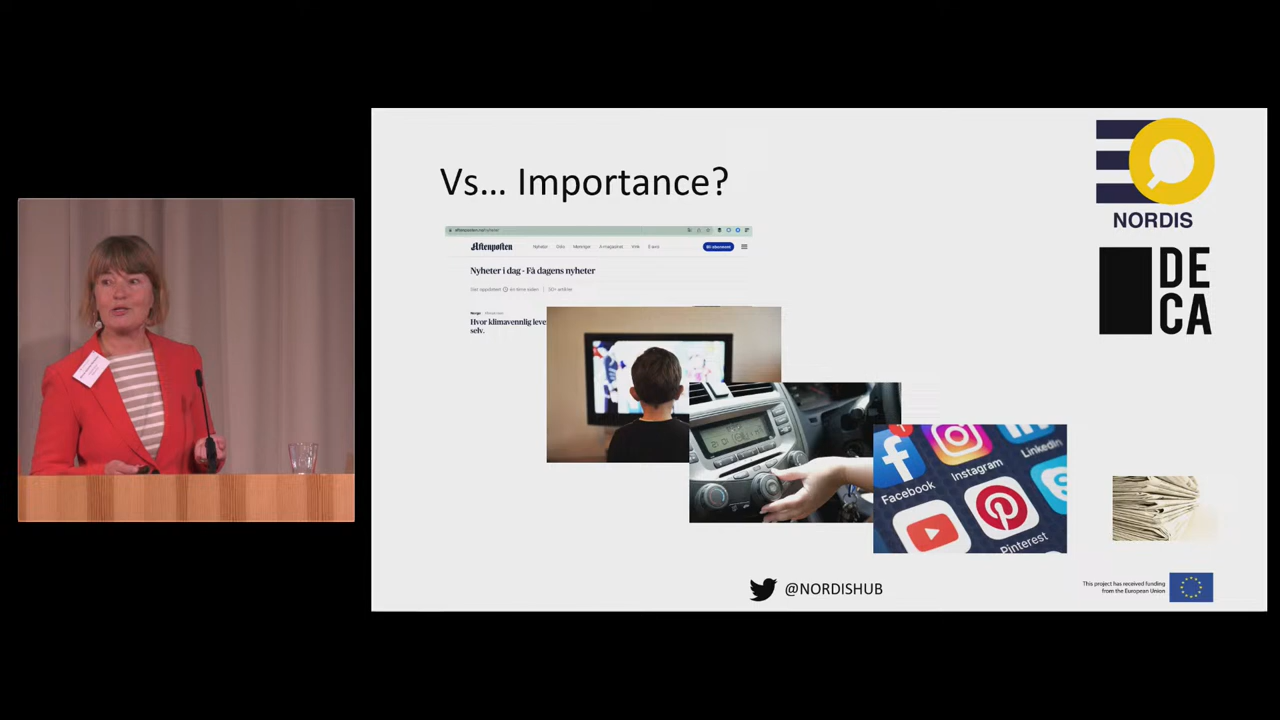 Vs... Importance?
NORDIS
DE
CA
Aftenposten
Nyheter i dag - Få dagens nyheter
Hvor klimavennlig leve
selv.
Facebook
Instagram
LinkedIn
Pinterest
@NORDISHUB
This project has received funding
from the European Union